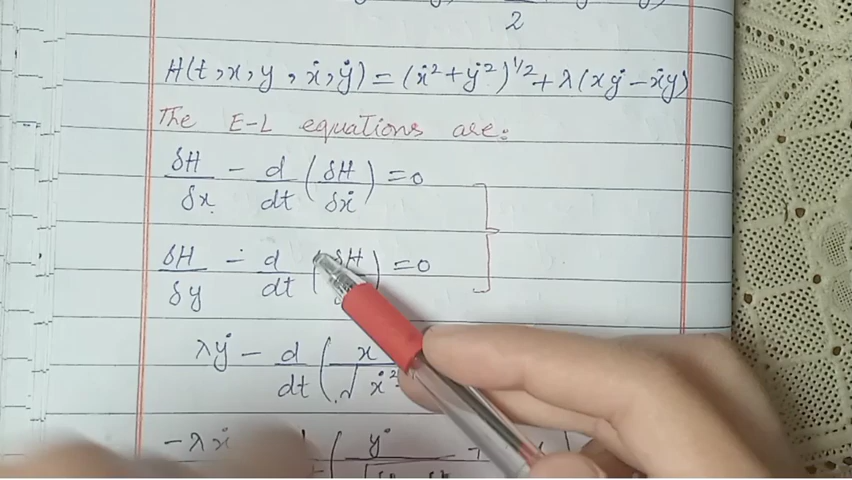 2
H(t,x,y,ẋ,ẏ)=(ẋ²+ẏ²)^1/2+λ(xẏ-ẋy)
The E-L equations are:
δH/δx - d/dt (δH/δẋ)=0
δH/δy - d/dt (δH )=0
λẏ - d/dt (x √ẋ²
-λẋ (ẏ